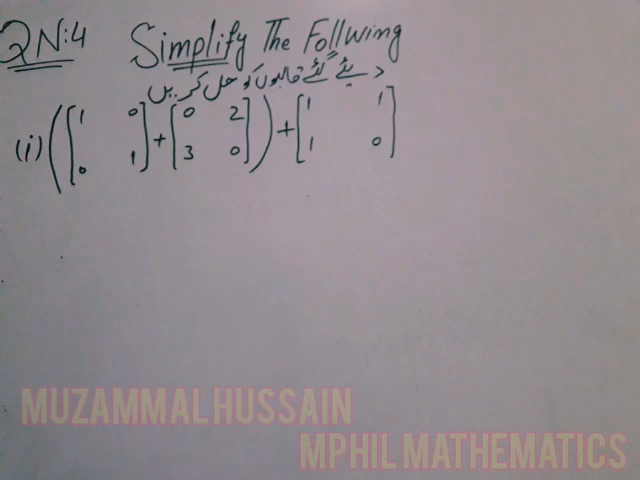 QN:4 Simplify The Follwing
دیئے گئے قالبوں کو حل کریں
(i) ([1 0 0 1] + [0 2 3 0]) + [1 1 1 0]
MUZAMMAL HUSSAIN
MPHIL MATHEMATICS